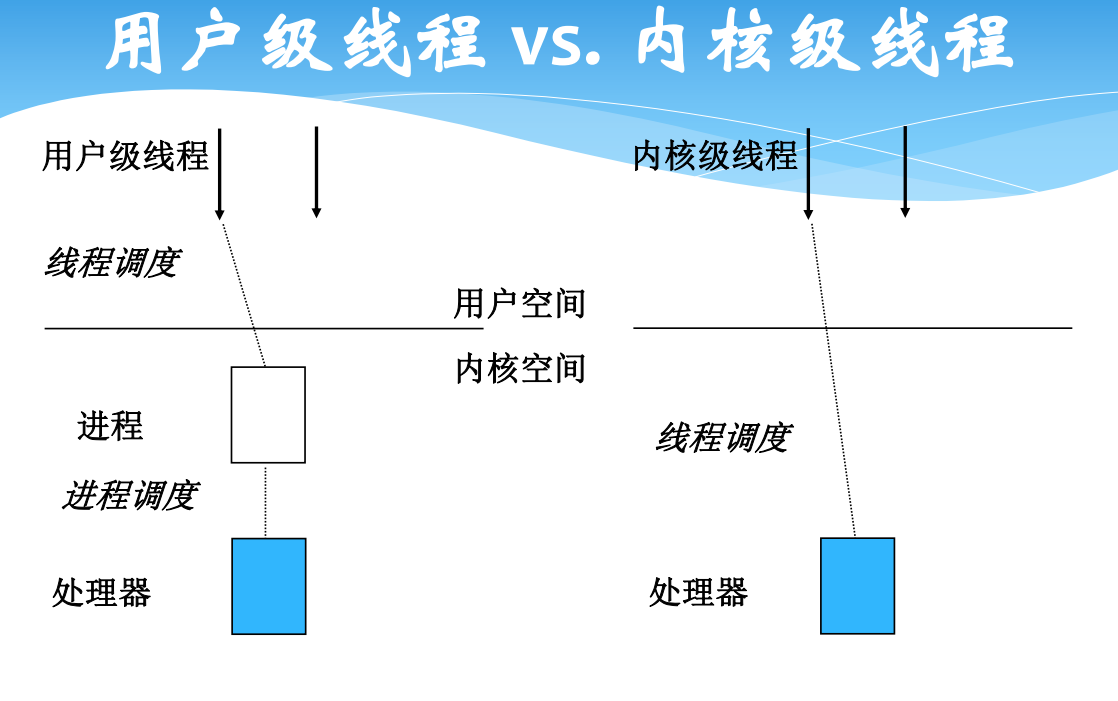 用户级线程 vs. 内核级线程
用户级线程
内核级线程
线程调度
用户空间
内核空间
进程
线程调度
进程调度
处理器
处理器